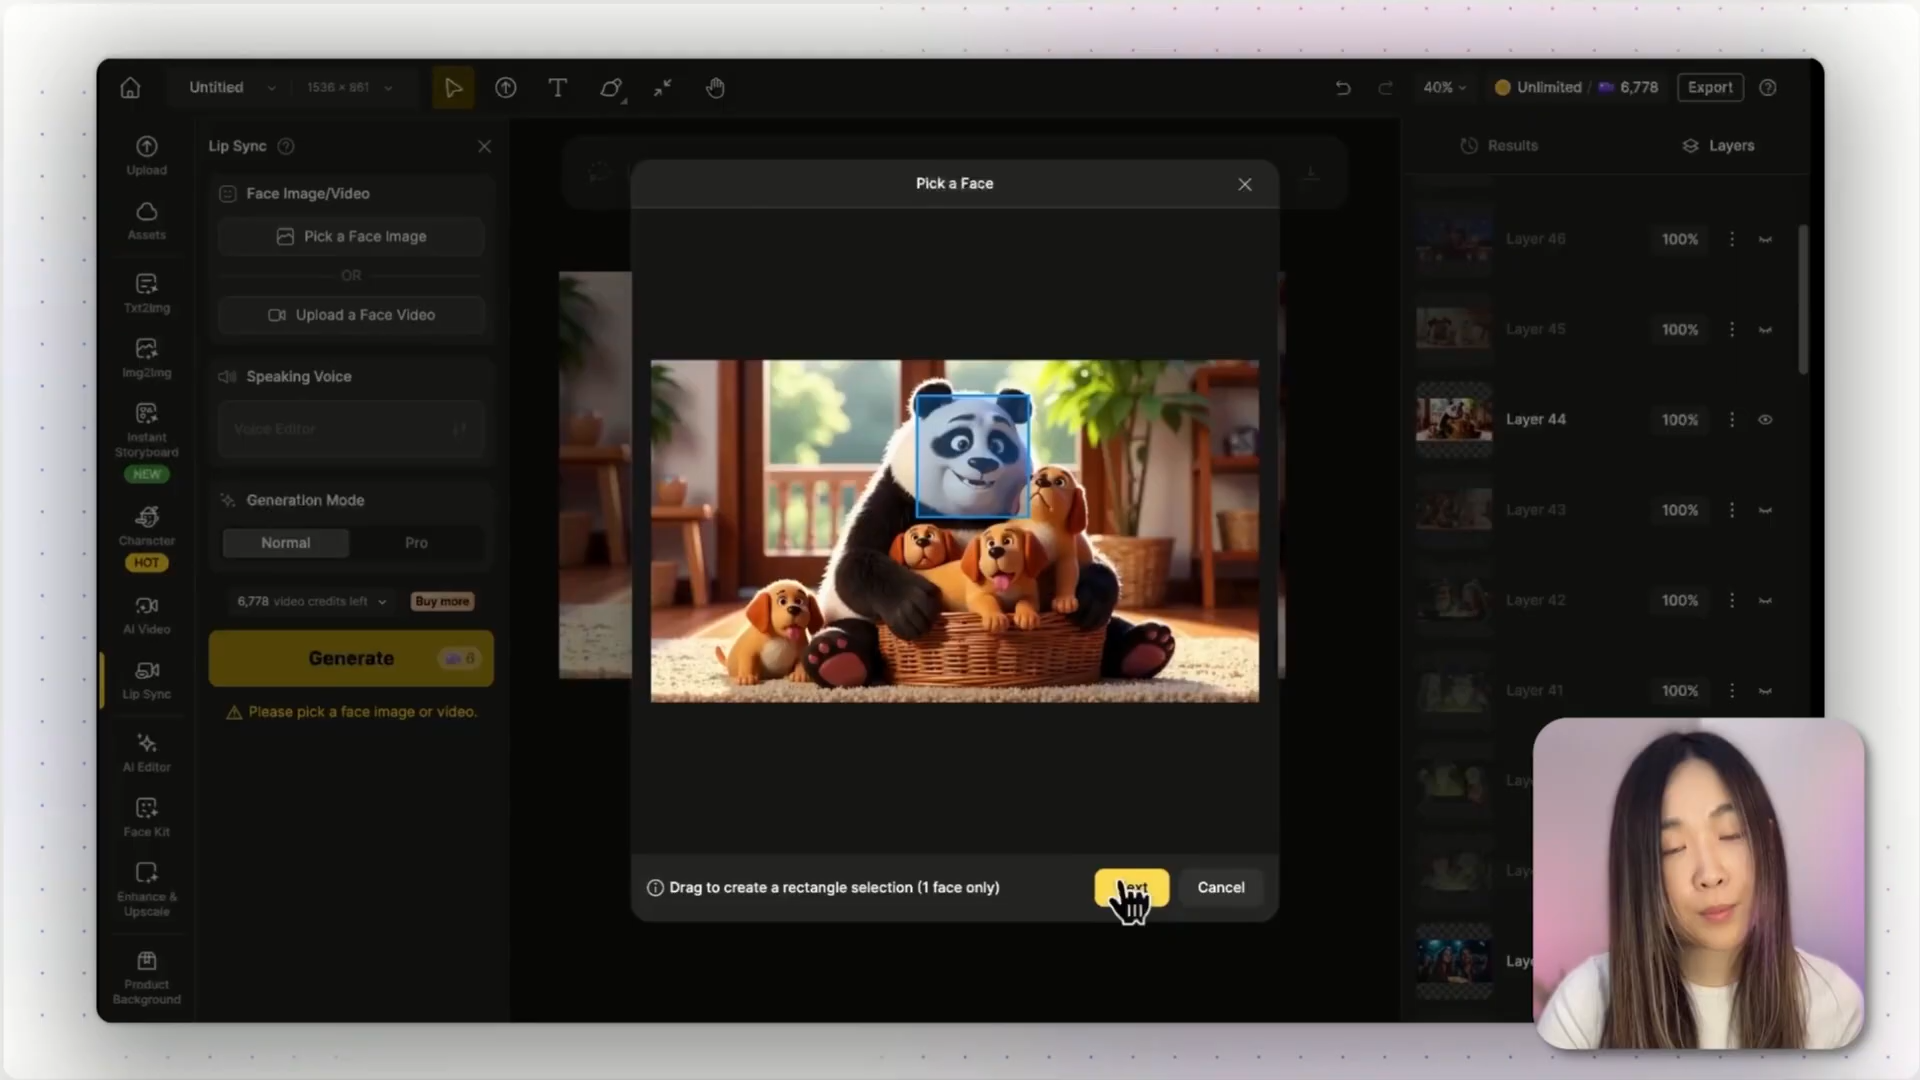 Untitled
1536 × 861
40%
Unlimited / 6,778
Export
Upload
Assets
Txt2Img
Img2Img
Instant
Storyboard
NEW
Character
HOT
AI Video
Lip Sync
AI Editor
Face Kit
Enhance &
Upscale
Product
Background
Lip Sync
Face Image/Video
Pick a Face Image
OR
Upload a Face Video
Speaking Voice
Voice Editor
Generation Mode
Normal
Pro
6,778 video credits left
Buy more
Generate
6
Please pick a face image or video.
Pick a Face
Drag to create a rectangle selection (1 face only)
Cancel
Results
Layers
Layer 46
100%
Layer 45
100%
Layer 44
100%
Layer 43
100%
Layer 42
100%
Layer 41
100%